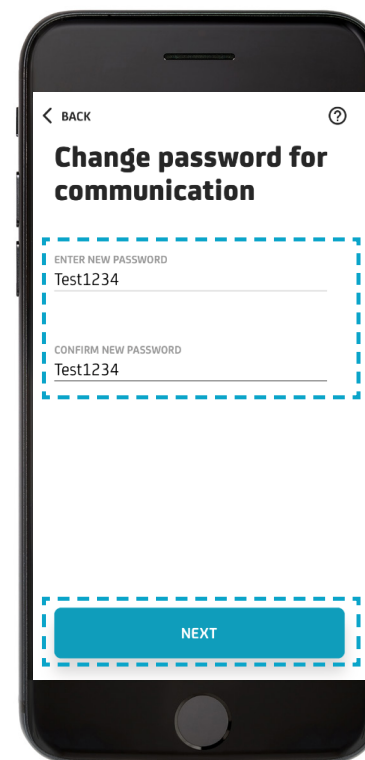 BACK
Change password for
communication
ENTER NEW PASSWORD
Test1234
CONFIRM NEW PASSWORD
Test1234
NEXT